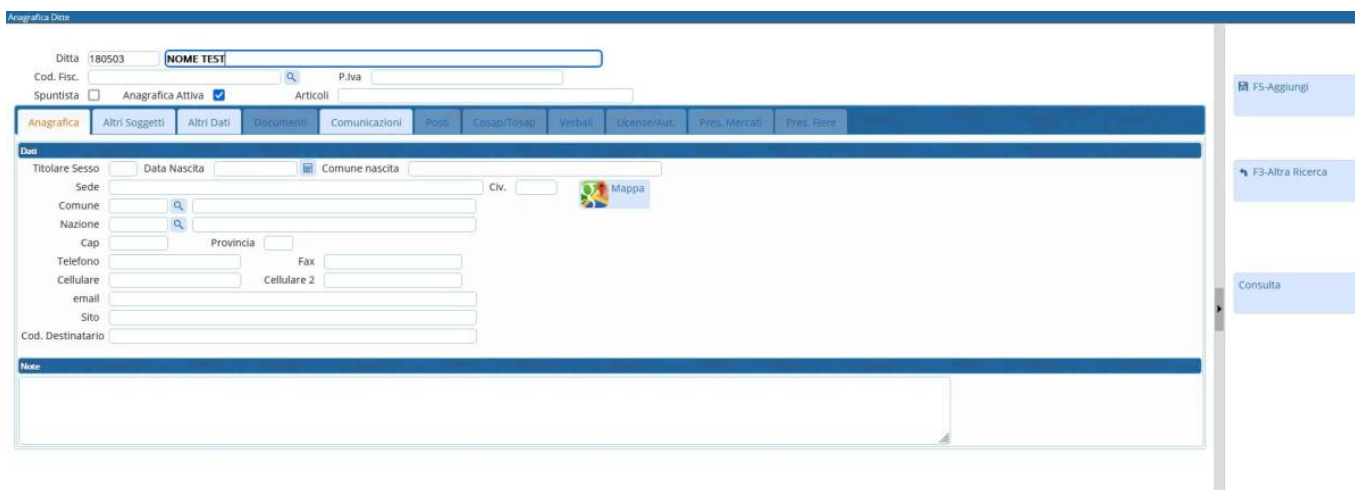 Anagrafica Ditte
Ditta 180503 NOME TEST
Cod. Fisc. P.Iva
Spuntista Anagrafica Attiva Articoli
F5-Aggiungi
Anagrafica Altri Soggetti Altri Dati Documenti Comunicazioni Posti Cosap/Tosap Verbali Licenze/Aut. Pres. Mercati Pres. Fiere
Dati
Titolare Sesso Data Nascita Comune nascita
F3-Altra Ricerca
Sede Civ. Mappa
Comune
Nazione
Cap Provincia
Telefono Fax
Cellulare Cellulare 2
Consulta
email
Sito
Cod. Destinatario
Note